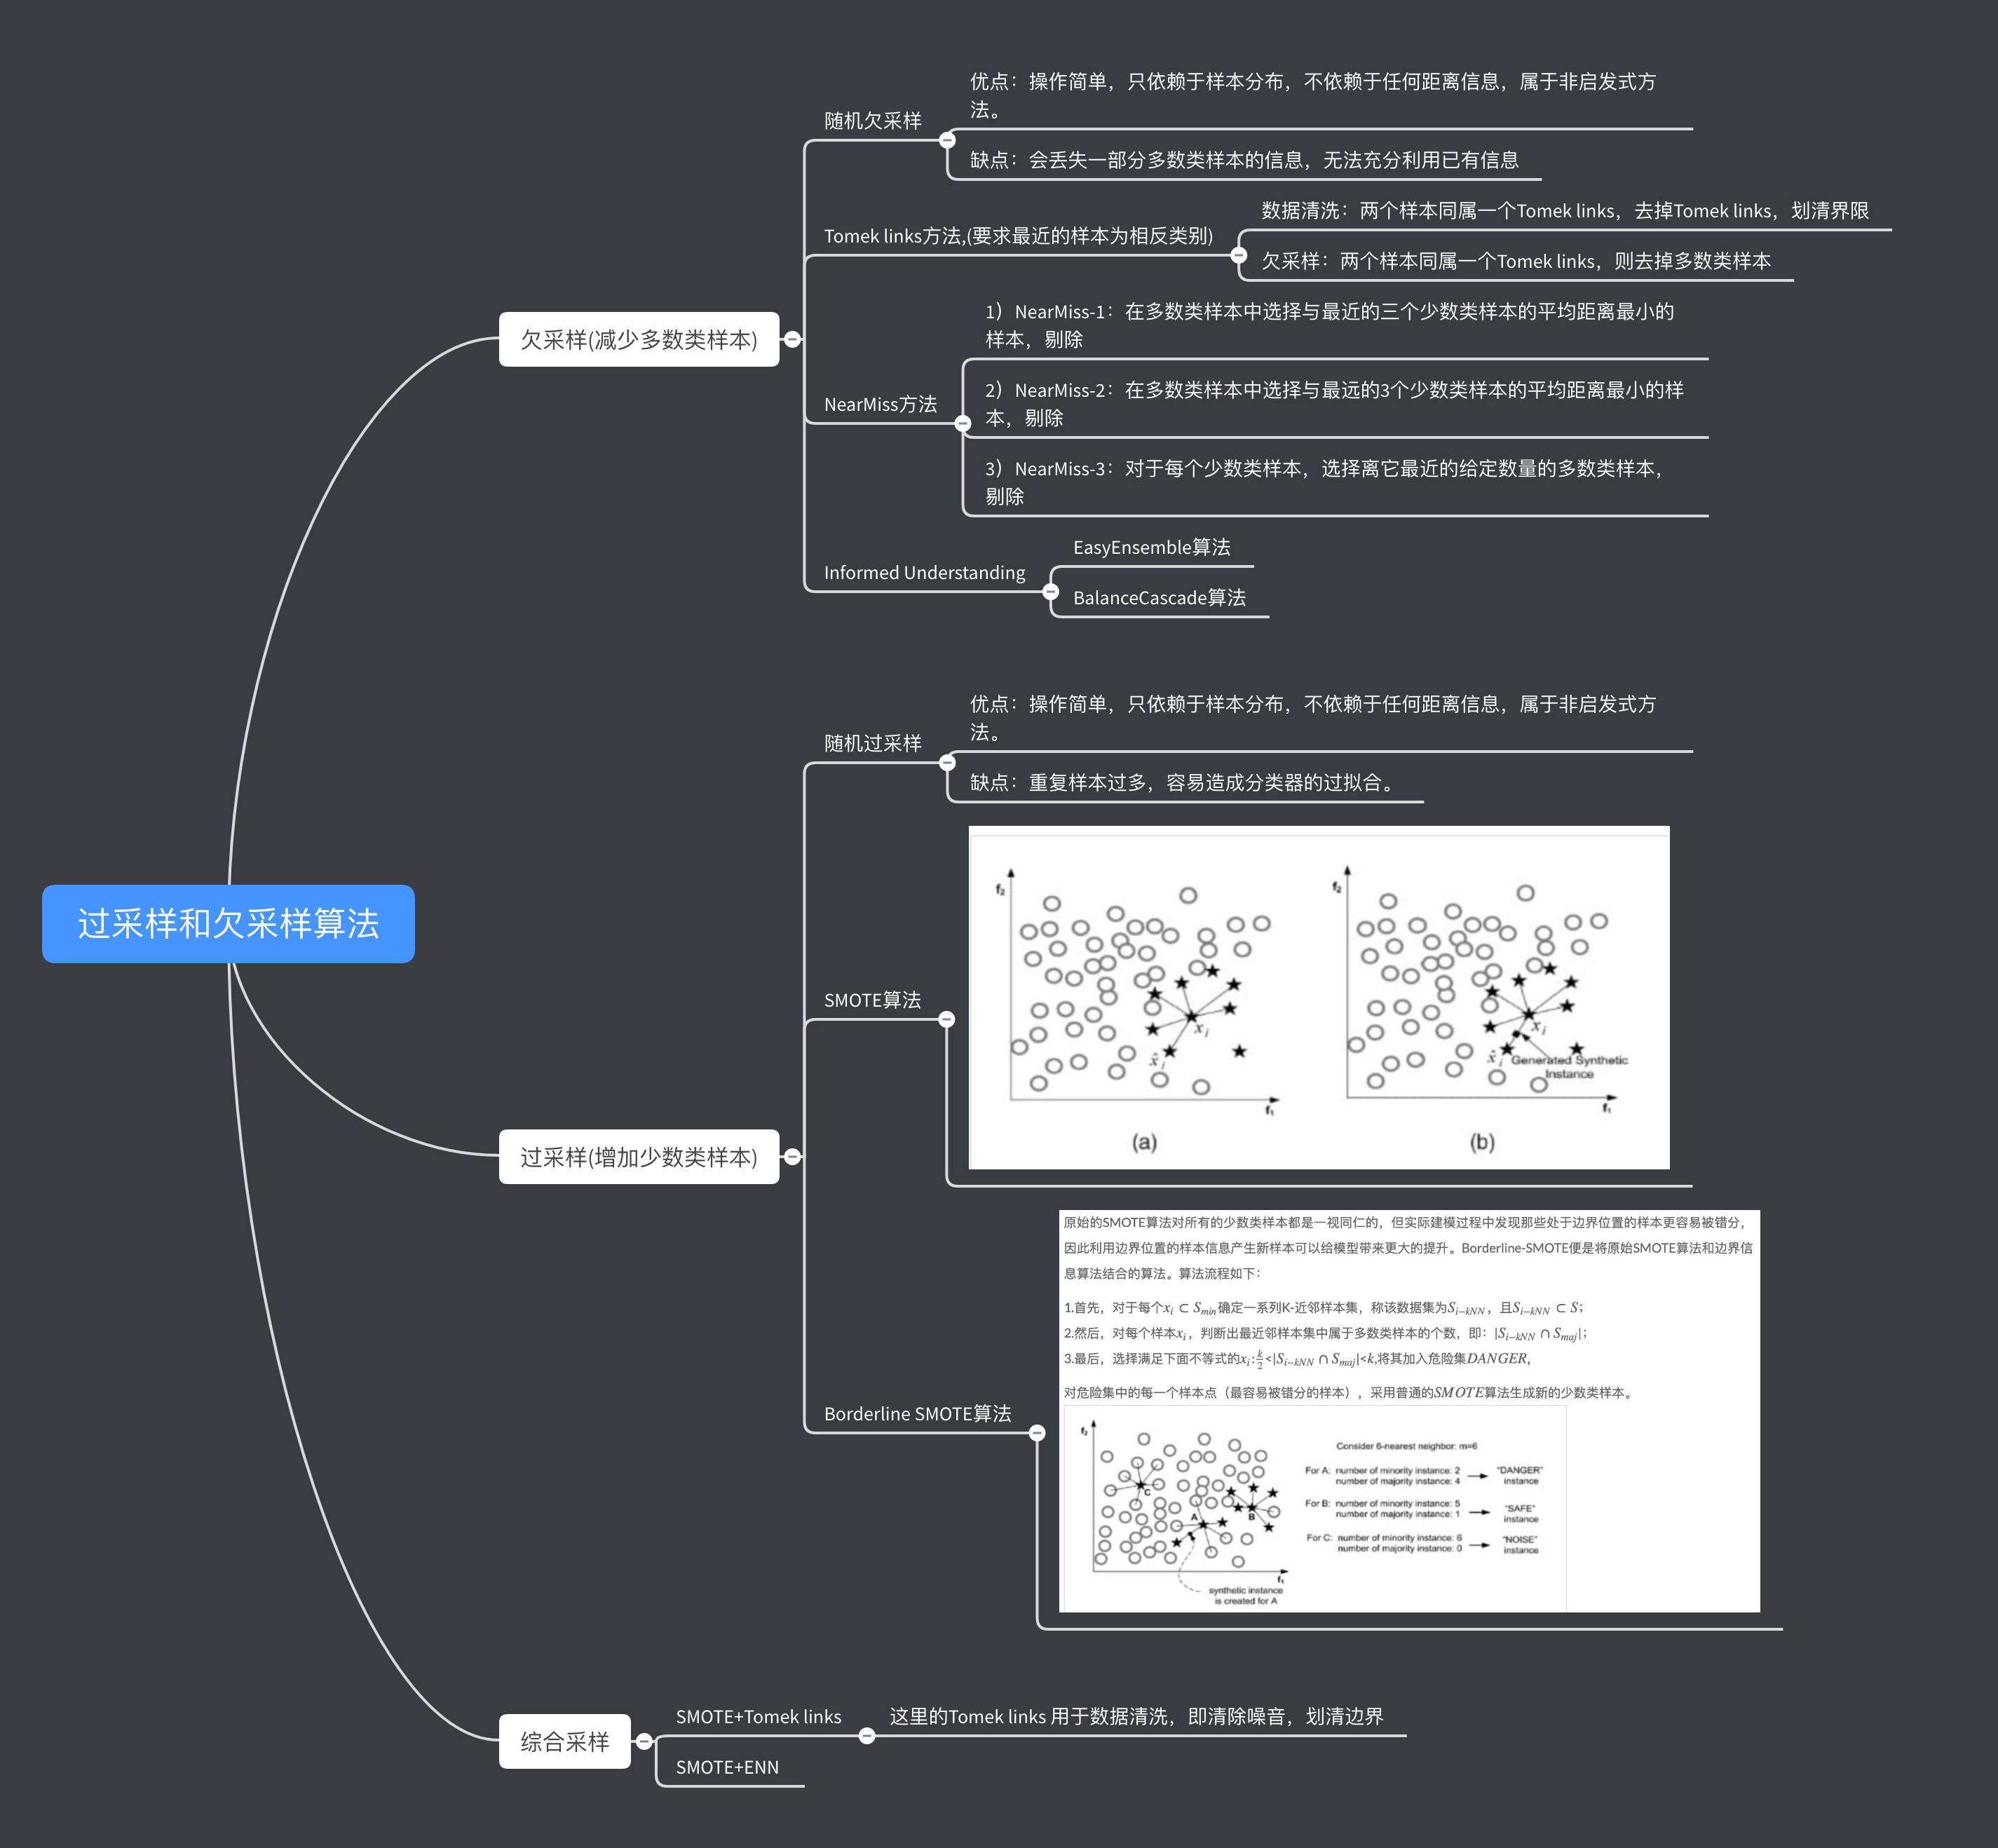 过采样和欠采样算法
欠采样(减少多数类样本)
随机欠采样
优点：操作简单，只依赖于样本分布，不依赖于任何距离信息，属于非启发式方
法。
缺点：会丢失一部分多数类样本的信息，无法充分利用已有信息
Tomek links方法,(要求最近的样本为相反类别)
数据清洗：两个样本同属一个Tomek links，去掉Tomek links，划清界限
欠采样：两个样本同属一个Tomek links，则去掉多数类样本
NearMiss方法
1）NearMiss-1：在多数类样本中选择与最近的三个少数类样本的平均距离最小的
样本，剔除
2）NearMiss-2：在多数类样本中选择与最远的3个少数类样本的平均距离最小的样
本，剔除
3）NearMiss-3：对于每个少数类样本，选择离它最近的给定数量的多数类样本，
剔除
Informed Understanding
EasyEnsemble算法
BalanceCascade算法
过采样(增加少数类样本)
随机过采样
优点：操作简单，只依赖于样本分布，不依赖于任何距离信息，属于非启发式方
法。
缺点：重复样本过多，容易造成分类器的过拟合。
SMOTE算法
f₂
x_i
x̂_i
f₁
(a)
f₂
x_i
x̂_i
Generated Synthetic
Instance
f₁
(b)
Borderline SMOTE算法
原始的SMOTE算法对所有的少数类样本都是一视同仁的，但实际建模过程中发现那些处于边界位置的样本更容易被错分，
因此利用边界位置的样本信息产生新样本可以给模型带来更大的提升。Borderline-SMOTE便是将原始SMOTE算法和边界信
息算法结合的算法。算法流程如下：
1.首先，对于每个x_i ⊂ S_min确定一系列K-近邻样本集，称该数据集为S_{i−kNN}，且S_{i−kNN} ⊂ S；
2.然后，对每个样本x_i，判断出最近邻样本集中属于多数类样本的个数，即：|S_{i−kNN} ∩ S_maj|；
3.最后，选择满足下面不等式的x_i:k/2<|S_{i−kNN} ∩ S_maj|<k,将其加入危险集DANGER,
对危险集中的每一个样本点（最容易被错分的样本），采用普通的SMOTE算法生成新的少数类样本。
f₂
C
A
B
f₁
synthetic instance
is created for A
Consider 6-nearest neighbor: m=6
For A: number of minority instance: 2
number of majority instance: 4
"DANGER"
instance
For B: number of minority instance: 5
number of majority instance: 1
"SAFE"
instance
For C: number of minority instance: 6
number of majority instance: 0
"NOISE"
instance
综合采样
SMOTE+Tomek links
这里的Tomek links 用于数据清洗，即清除噪音，划清边界
SMOTE+ENN